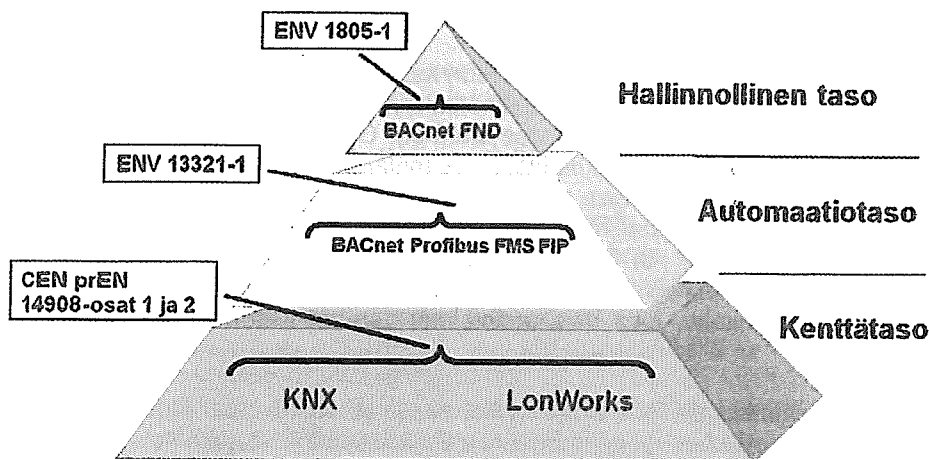 ENV 1805-1
Hallinnollinen taso
BACnet FND
ENV 13321-1
Automaatiotaso
BACnet Profibus FMS FIP
CEN prEN
14908-osat 1 ja 2
Kenttätaso
KNX LonWorks